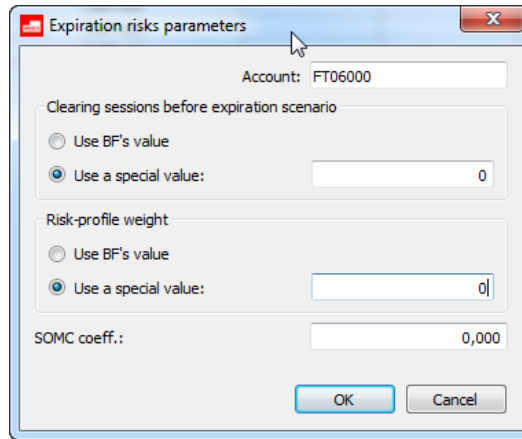 Expiration risks parameters
Account: FT06000
Clearing sessions before expiration scenario
Use BF's value
Use a special value: 0
Risk-profile weight
Use BF's value
Use a special value: 0
SOMC coeff.: 0,000
OK Cancel